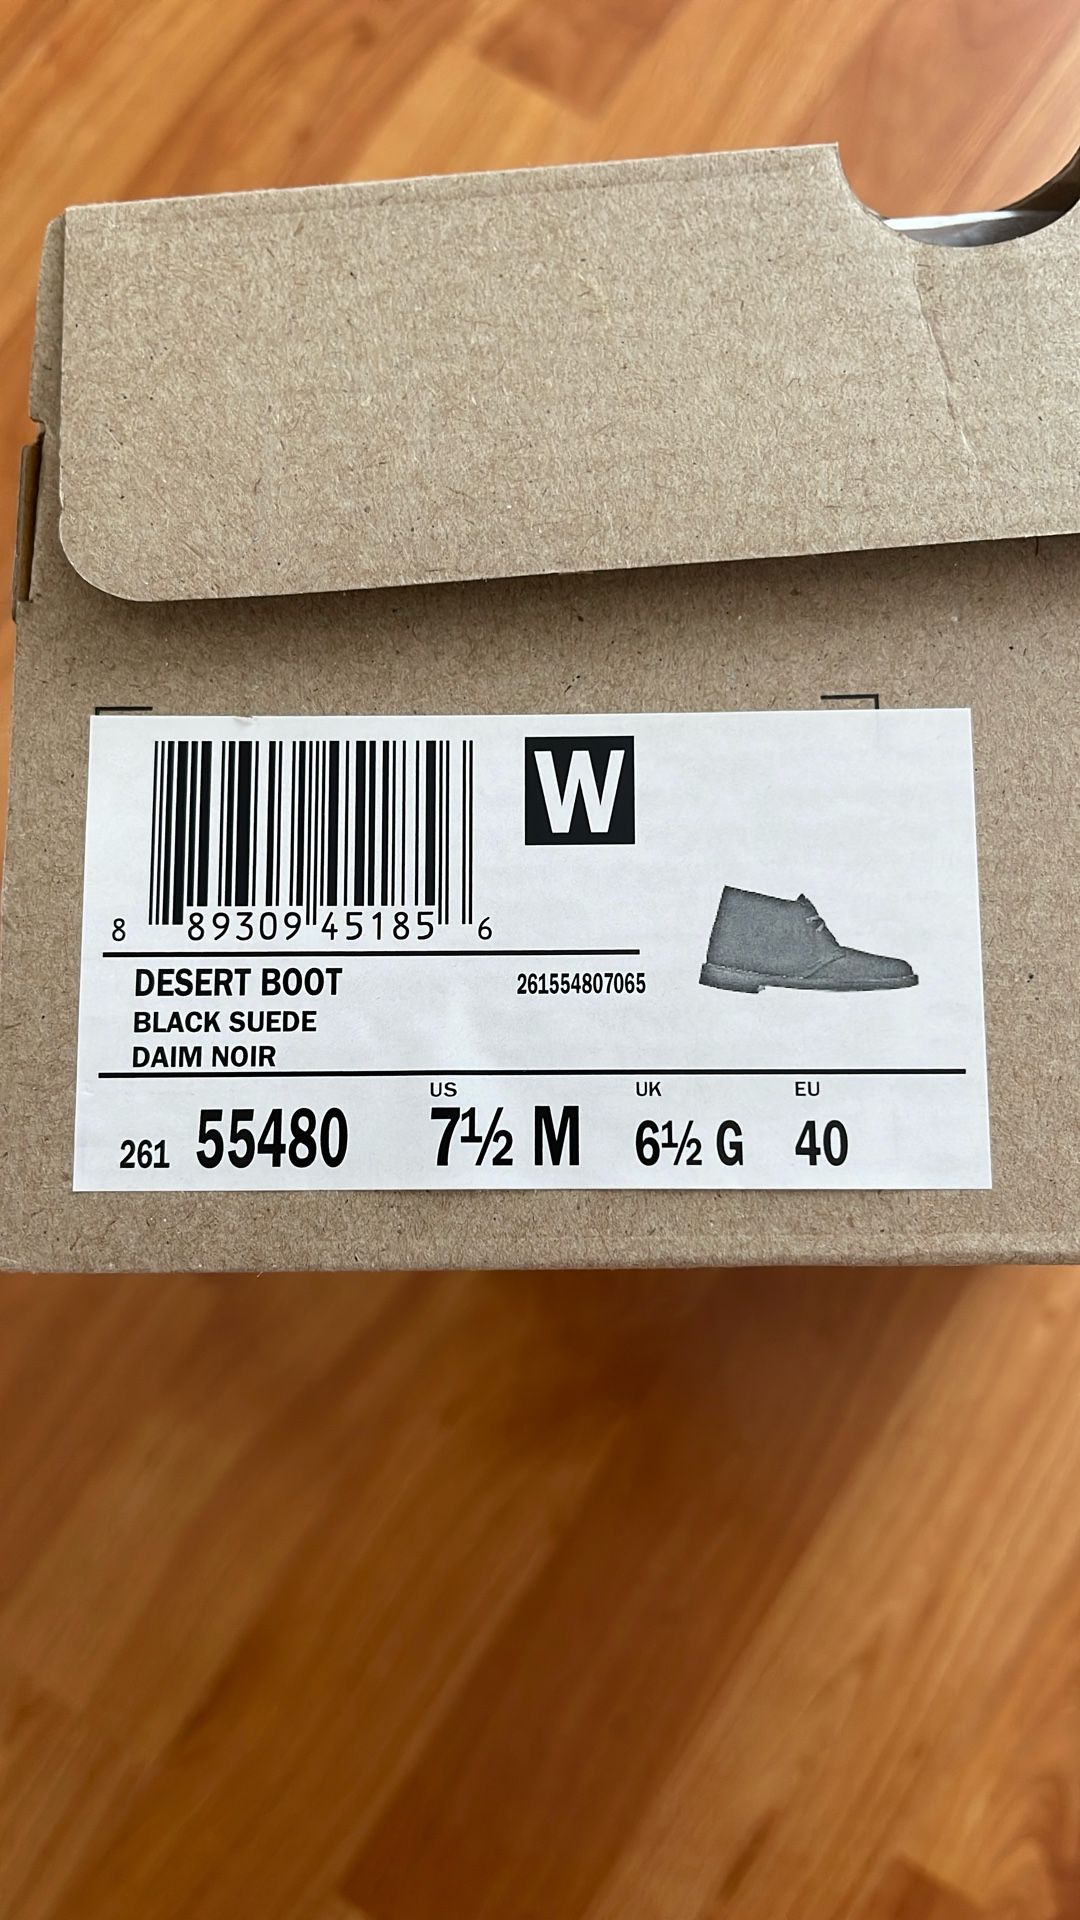 W
8 89309 45185 6
DESERT BOOT 261554807065
BLACK SUEDE
DAIM NOIR
US UK EU
261 55480 7½ M 6½ G 40